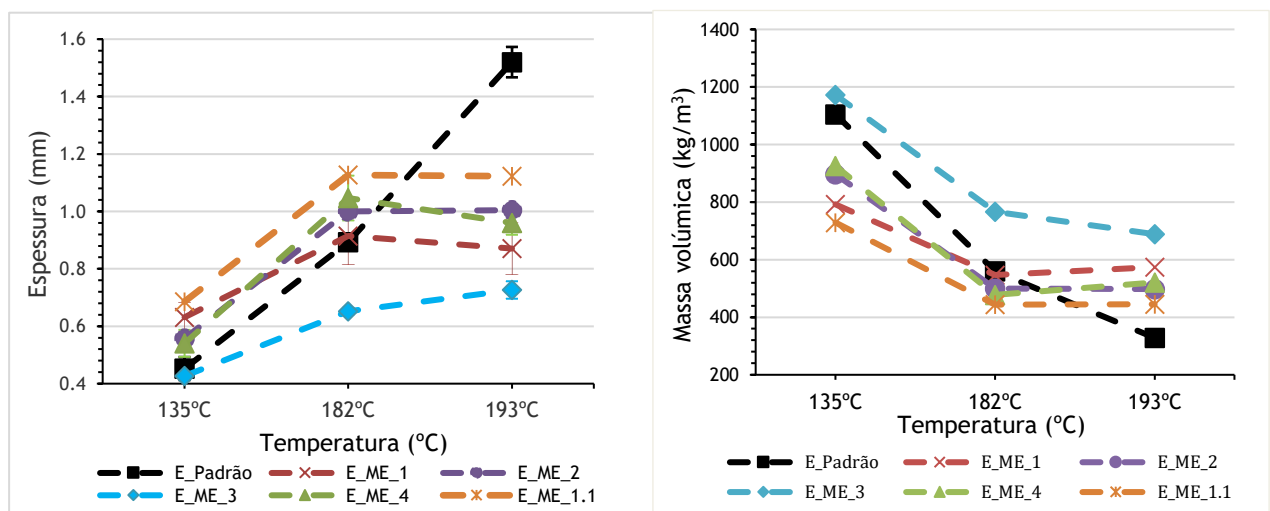 1.6
1.4
1.2
1.0
0.8
0.6
0.4
Espessura (mm)
135ºC 182ºC 193ºC
Temperatura (ºC)
E_Padrão E_ME_1 E_ME_2
E_ME_3 E_ME_4 E_ME_1.1
1400
1200
1000
800
600
400
200
Massa volúmica (kg/m³)
135ºC 182ºC 193ºC
Temperatura (ºC)
E_Padrão E_ME_1 E_ME_2
E_ME_3 E_ME_4 E_ME_1.1